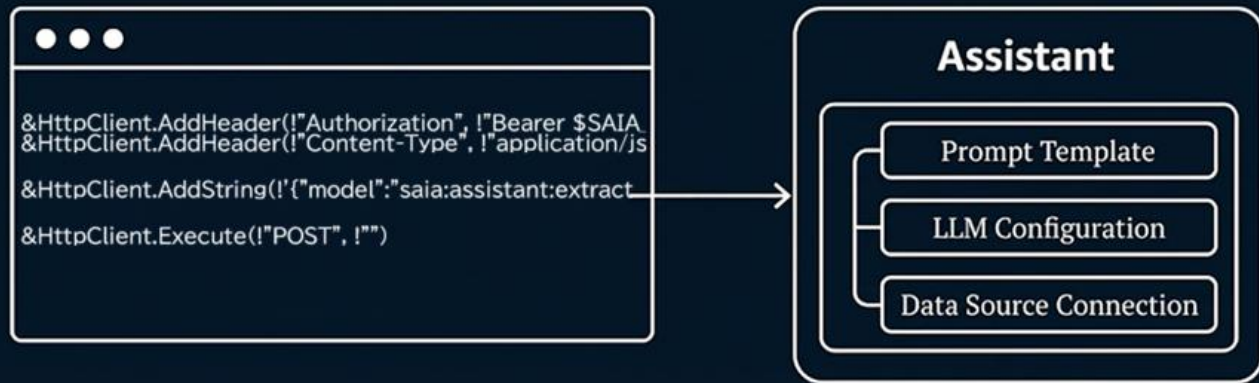 &HttpClient.AddHeader(!"Authorization", !"Bearer $SAIA_
&HttpClient.AddHeader(!"Content-Type", !"application/js
&HttpClient.AddString(!'{"model":"saia:assistant:extract
&HttpClient.Execute(!"POST", !"")
Assistant
Prompt Template
LLM Configuration
Data Source Connection